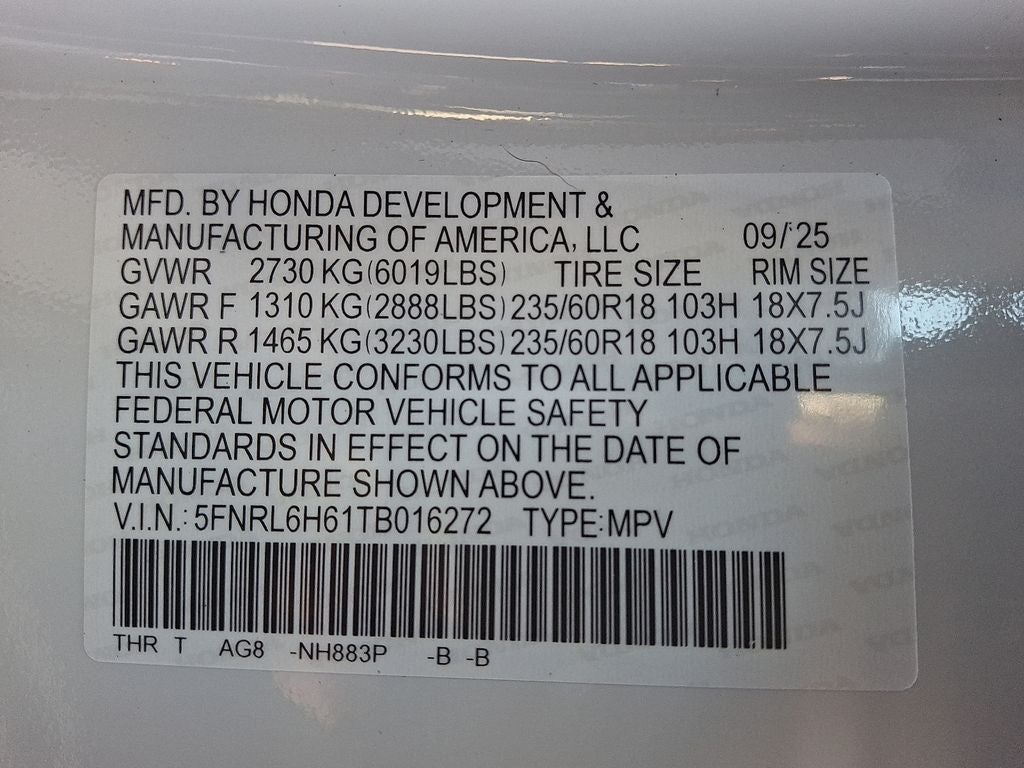 MFD. BY HONDA DEVELOPMENT &
MANUFACTURING OF AMERICA, LLC 09/'25
GVWR 2730 KG(6019LBS) TIRE SIZE RIM SIZE
GAWR F 1310 KG(2888LBS) 235/60R18 103H 18X7.5J
GAWR R 1465 KG(3230LBS) 235/60R18 103H 18X7.5J
THIS VEHICLE CONFORMS TO ALL APPLICABLE
FEDERAL MOTOR VEHICLE SAFETY
STANDARDS IN EFFECT ON THE DATE OF
MANUFACTURE SHOWN ABOVE.
V.I.N.: 5FNRL6H61TB016272 TYPE:MPV
THR T AG8 -NH883P -B -B